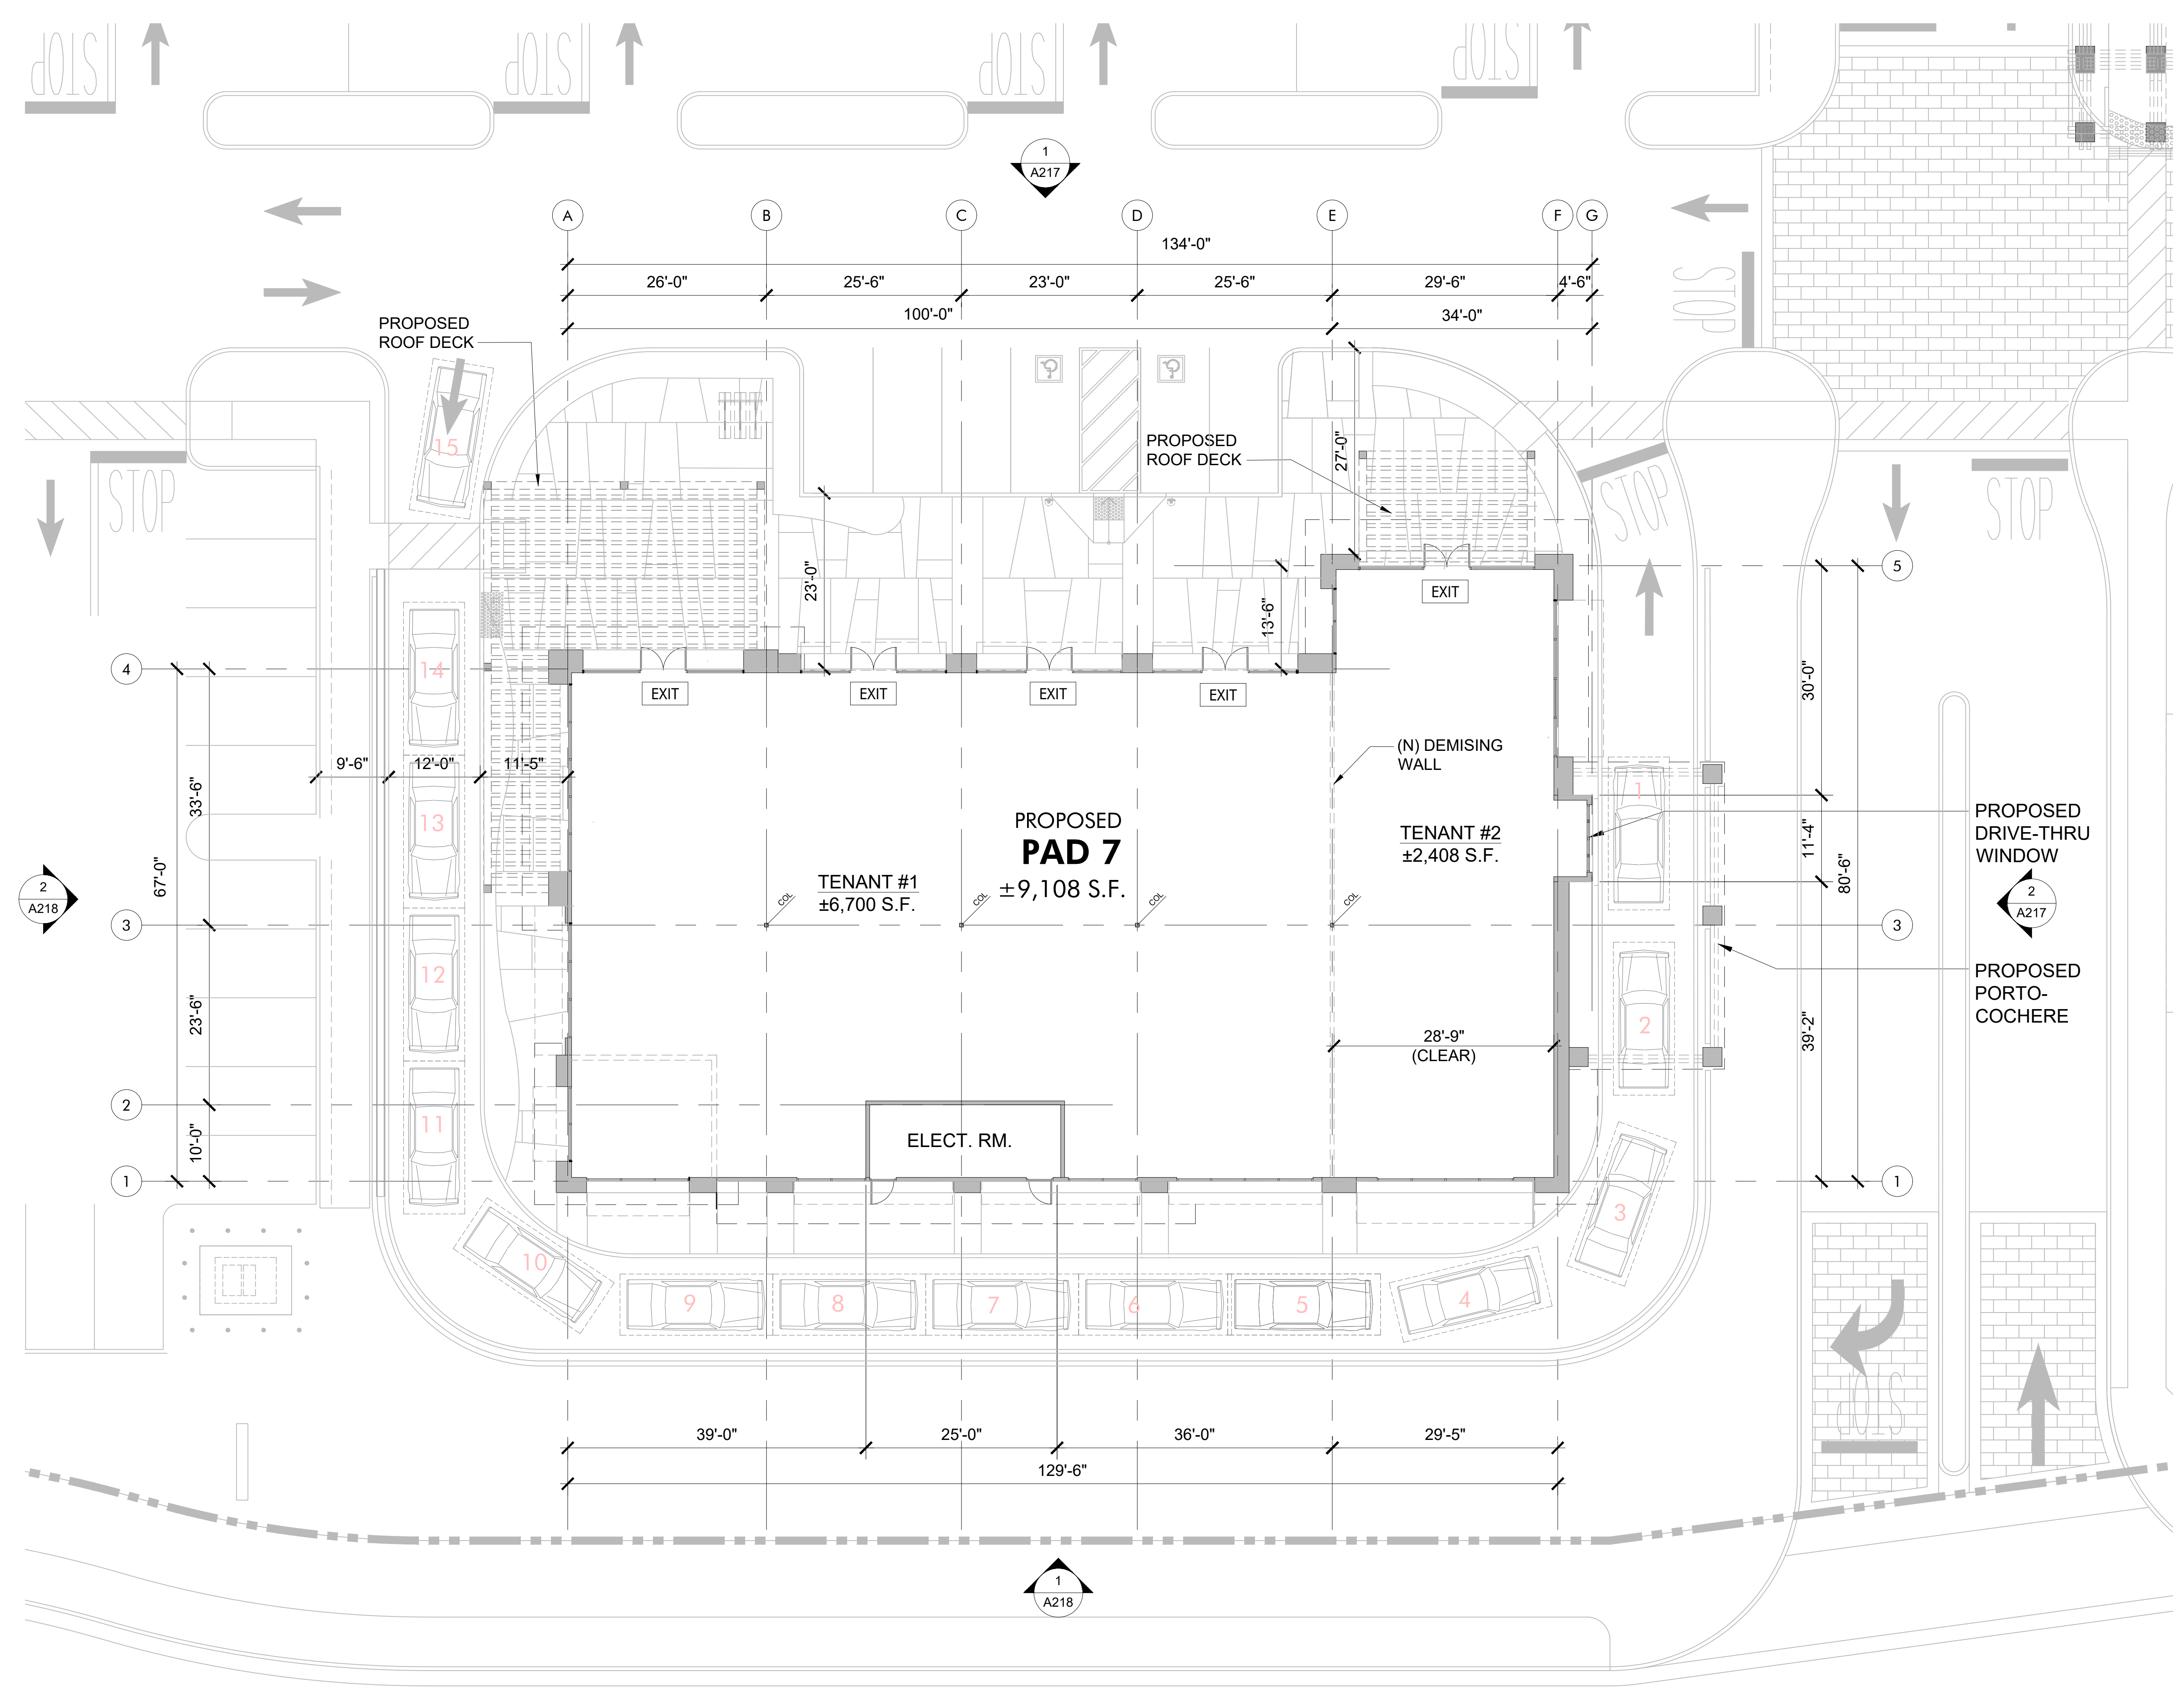 STOP
STOP
STOP
STOP
1
A217
A
B
C
D
E
F
G
134'-0"
26'-0"
25'-6"
23'-0"
25'-6"
29'-6"
4'-6"
100'-0"
34'-0"
STOP
PROPOSED
ROOF DECK
15
STOP
PROPOSED
ROOF DECK
27'-0"
STOP
STOP
23'-0"
13'-6"
5
EXIT
4
14
EXIT
EXIT
EXIT
EXIT
30'-0"
9'-6"
12'-0"
11'-5"
33'-6"
67'-0"
13
(N) DEMISING
WALL
1
PROPOSED
DRIVE-THRU
WINDOW
PROPOSED
PAD 7
±9,108 S.F.
TENANT #1
±6,700 S.F.
TENANT #2
±2,408 S.F.
11'-4"
80'-6"
COL
COL
COL
COL
2
A218
2
A217
3
3
12
PROPOSED
PORTO-
COCHERE
23'-6"
2
28'-9"
(CLEAR)
39'-2"
2
11
10'-0"
ELECT. RM.
1
1
3
10
9
8
7
6
5
4
STOP
39'-0"
25'-0"
36'-0"
29'-5"
129'-6"
1
A218